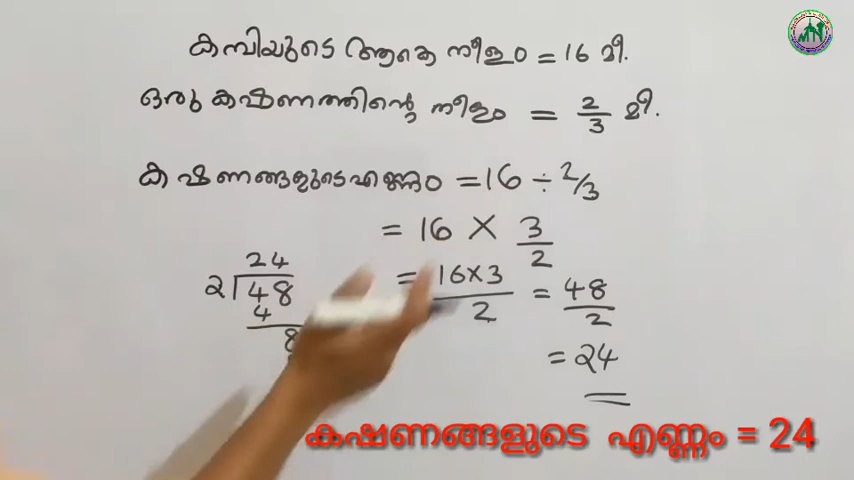 കമ്പിയുടെ ആകെ നീളം = 16 മീ.
ഒരു കഷണത്തിന്റെ നീളം = 2/3 മീ.
കഷണങ്ങളുടെ എണ്ണം = 16 ÷ 2/3
= 16 × 3/2
= 16×3/2 = 48/2
= 24
24
2 48
4
8
കഷണങ്ങളുടെ എണ്ണം = 24